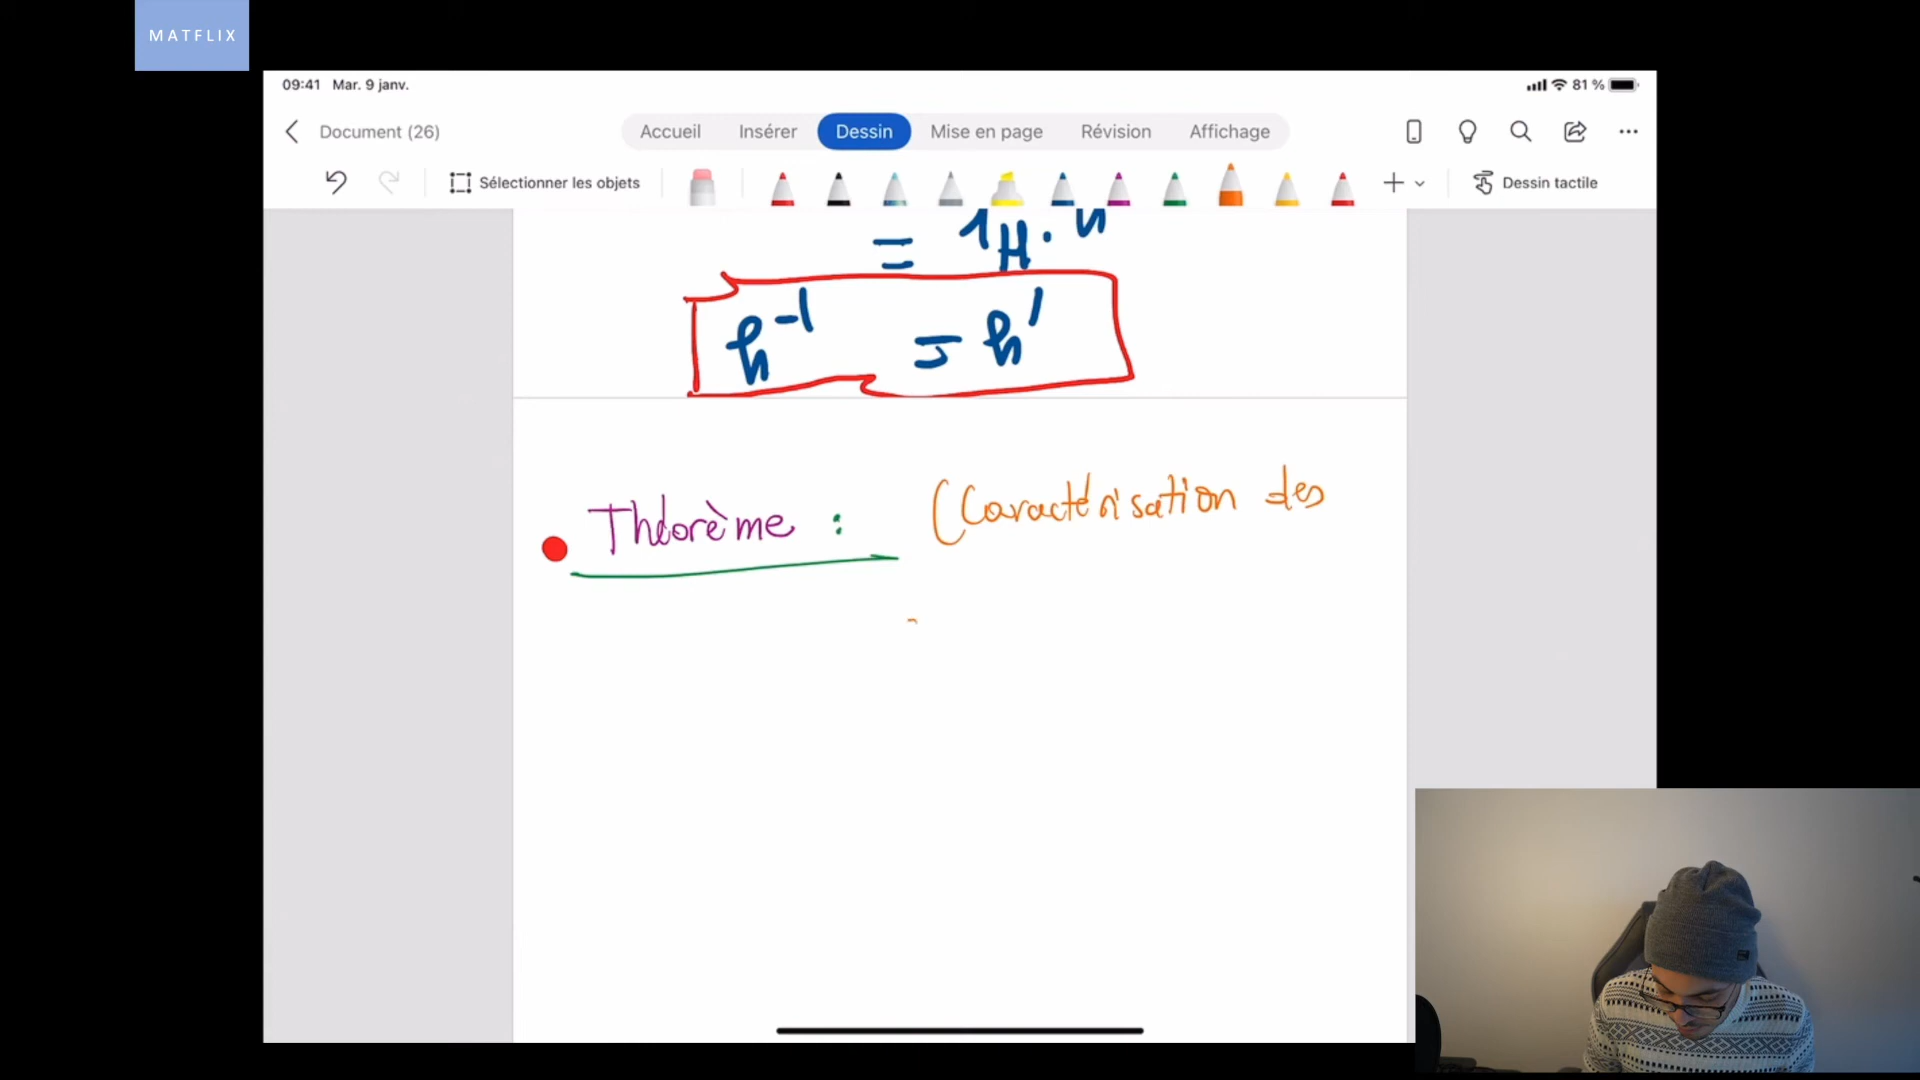 MATFLIX
09:41 Mar. 9 janv.
81 %
Document (26)
Accueil Insérer Dessin Mise en page Révision Affichage
Sélectionner les objets
Dessin tactile
= 1H . h
h^-1 = h'
Théorème : (Caractérisation des